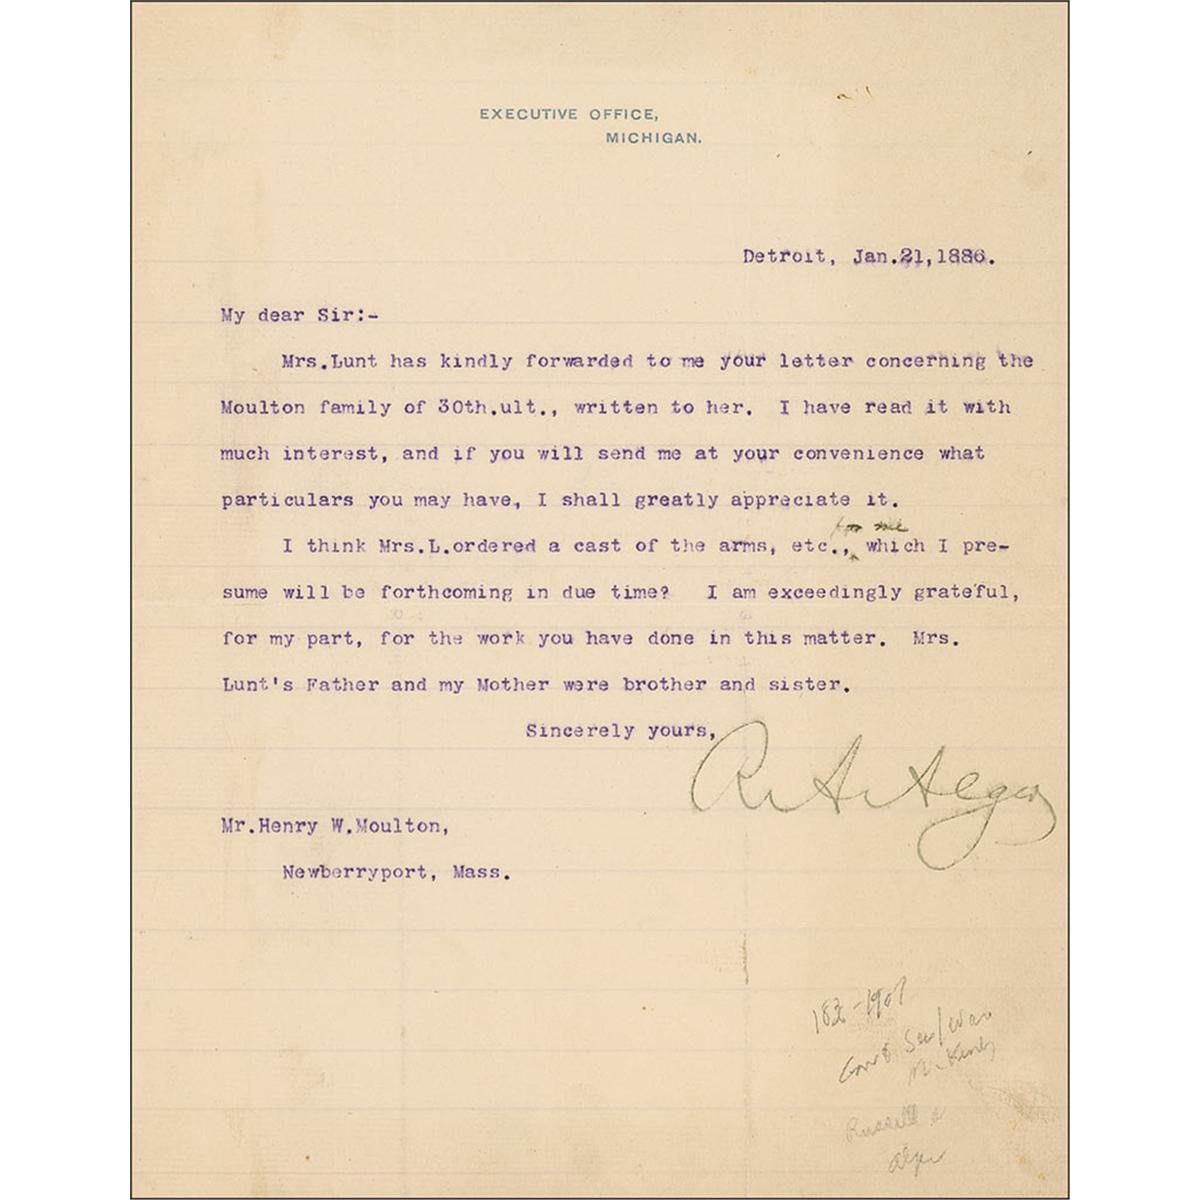 EXECUTIVE OFFICE,
MICHIGAN.
Detroit, Jan.21,1886.
My dear Sir:-
Mrs.Lunt has kindly forwarded to me your letter concerning the
Moulton family of 30th.ult., written to her. I have read it with
much interest, and if you will send me at your convenience what
particulars you may have, I shall greatly appreciate it.
for me
I think Mrs.L.ordered a cast of the arms, etc., which I pre-
sume will be forthcoming in due time? I am exceedingly grateful,
for my part, for the work you have done in this matter. Mrs.
Lunt's Father and my Mother were brother and sister.
Sincerely yours,
R. A. Alger
Mr.Henry W.Moulton,
Newberryport, Mass.
1836-1907
Sec/War
McKinley
Russell
Alger